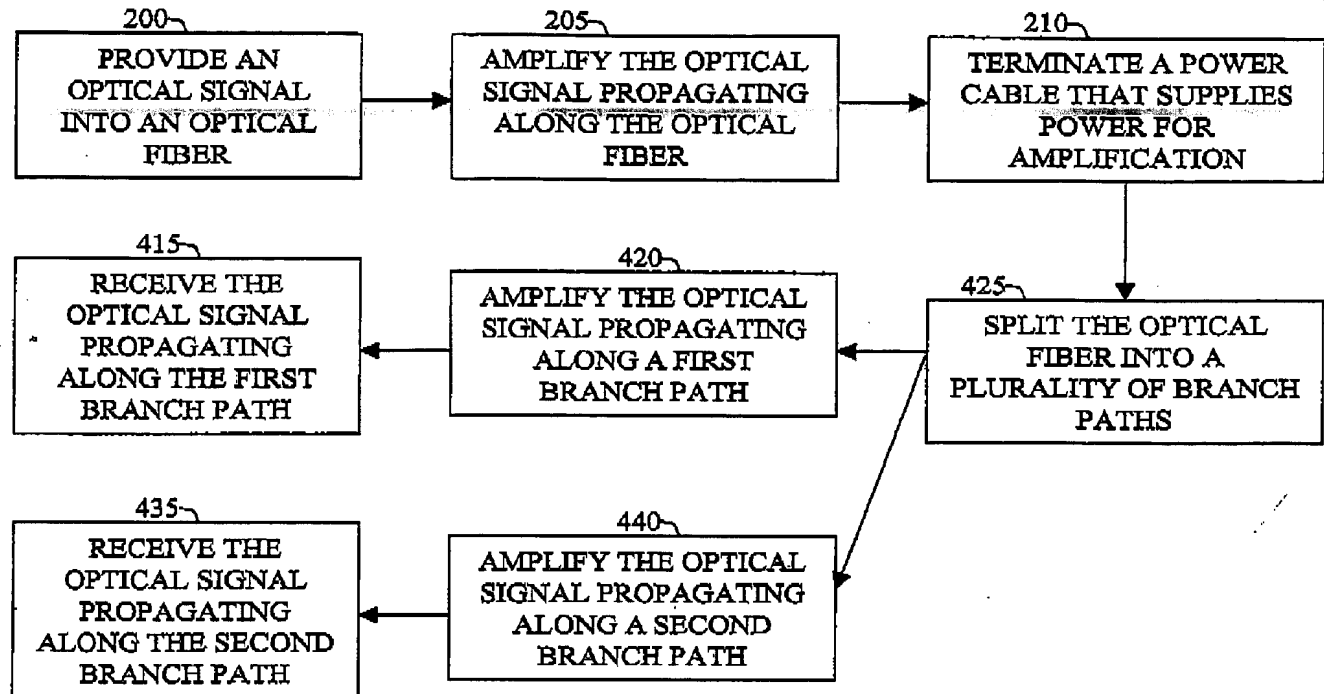 200
PROVIDE AN
OPTICAL SIGNAL
INTO AN OPTICAL
FIBER
205
AMPLIFY THE OPTICAL
SIGNAL PROPAGATING
ALONG THE OPTICAL
FIBER
210
TERMINATE A POWER
CABLE THAT SUPPLIES
POWER FOR
AMPLIFICATION
415
RECEIVE THE
OPTICAL SIGNAL
PROPAGATING
ALONG THE FIRST
BRANCH PATH
420
AMPLIFY THE OPTICAL
SIGNAL PROPAGATING
ALONG A FIRST
BRANCH PATH
425
SPLIT THE OPTICAL
FIBER INTO A
PLURALITY OF BRANCH
PATHS
435
RECEIVE THE
OPTICAL SIGNAL
PROPAGATING
ALONG THE SECOND
BRANCH PATH
440
AMPLIFY THE OPTICAL
SIGNAL PROPAGATING
ALONG A SECOND
BRANCH PATH